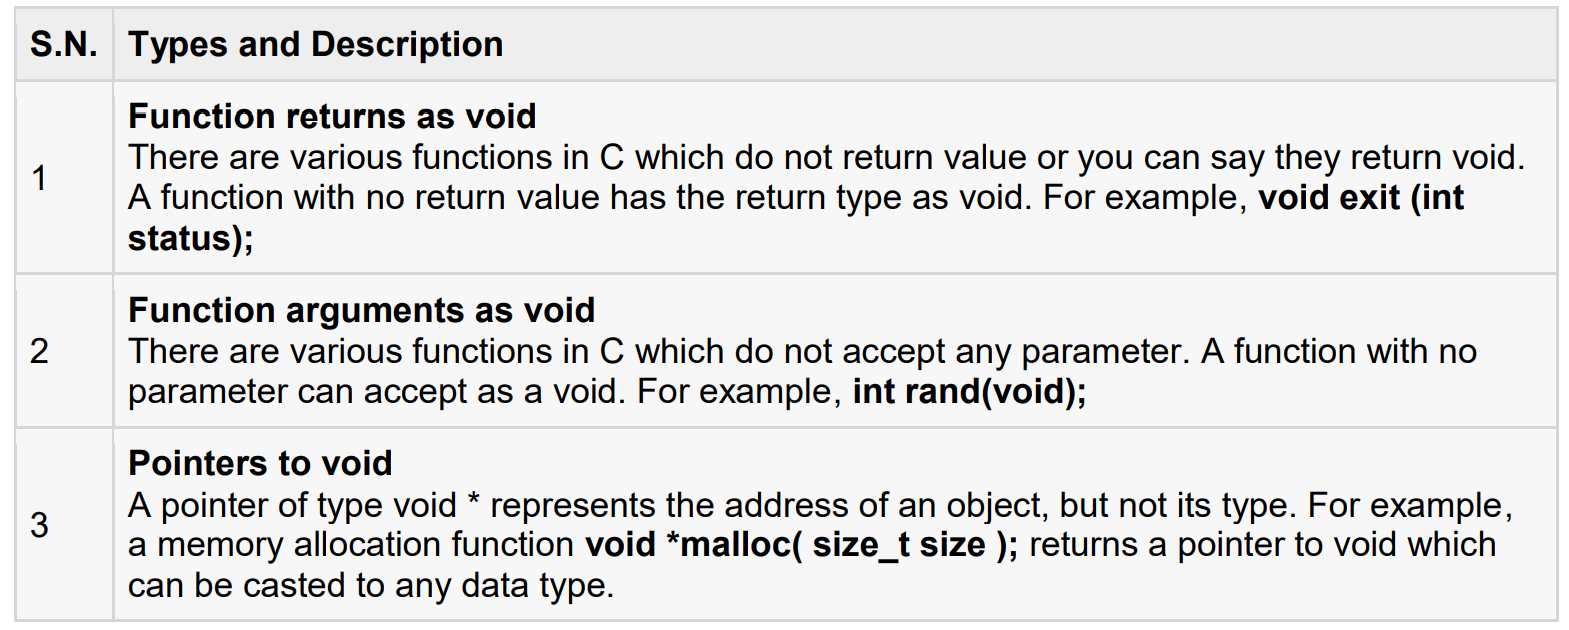 S.N. Types and Description
Function returns as void
There are various functions in C which do not return value or you can say they return void.
1
A function with no return value has the return type as void. For example, void exit (int
status);
Function arguments as void
2
There are various functions in C which do not accept any parameter. A function with no
parameter can accept as a void. For example, int rand(void);
Pointers to void
A pointer of type void * represents the address of an object, but not its type. For example,
3
a memory allocation function void *malloc( size_t size ); returns a pointer to void which
can be casted to any data type.